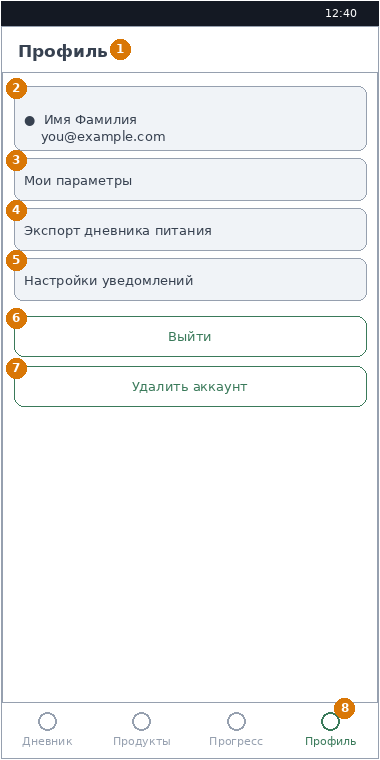 12:40
Профиль 1
2
● Имя Фамилия
you@example.com
3
Мои параметры
4
Экспорт дневника питания
5
Настройки уведомлений
6
Выйти
7
Удалить аккаунт
8
Дневник Продукты Прогресс Профиль